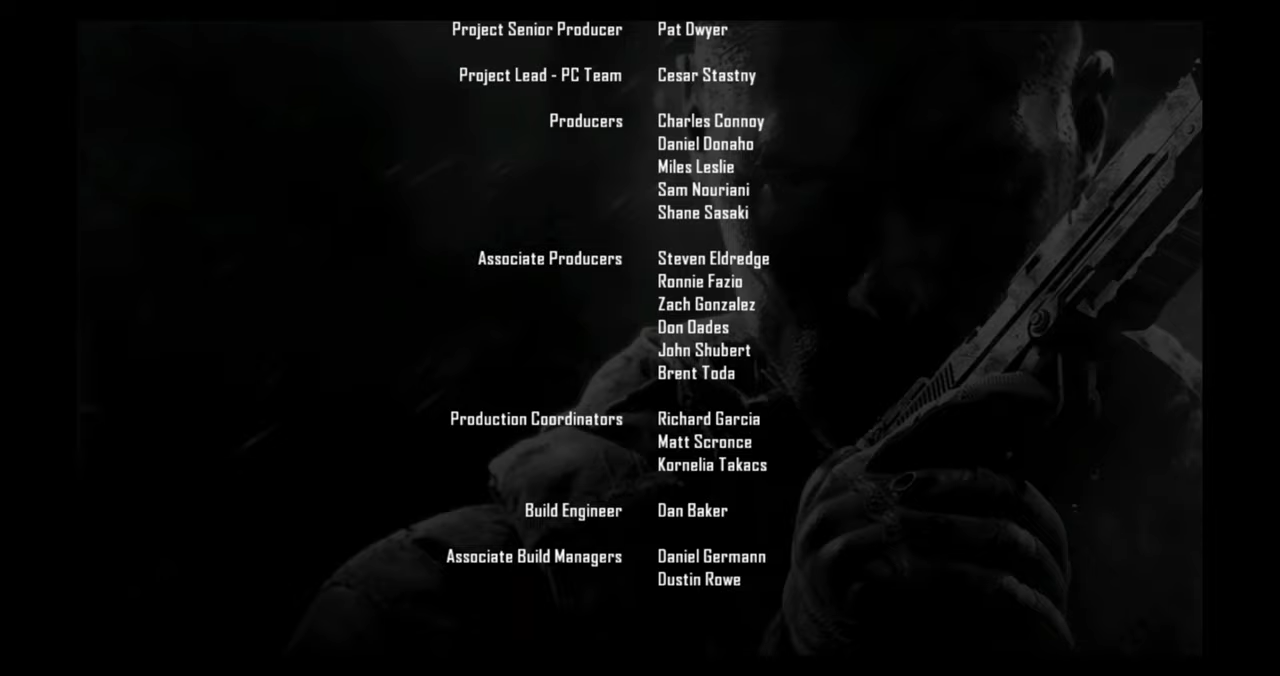 Project Senior Producer Pat Dwyer
Project Lead - PC Team Cesar Stastny
Producers Charles Connoy
Daniel Donaho
Miles Leslie
Sam Nouriani
Shane Sasaki
Associate Producers Steven Eldredge
Ronnie Fazio
Zach Gonzalez
Don Oades
John Shubert
Brent Toda
Production Coordinators Richard Garcia
Matt Scronce
Kornelia Takacs
Build Engineer Dan Baker
Associate Build Managers Daniel Germann
Dustin Rowe